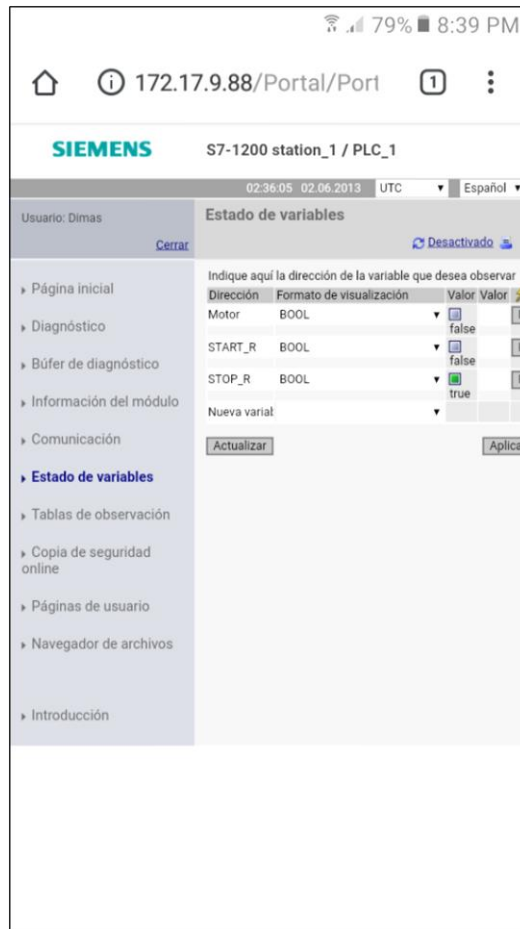 79% 8:39 PM
172.17.9.88/Portal/Port 1
SIEMENS S7-1200 station_1 / PLC_1
02:36:05 02.06.2013 UTC Español
Usuario: Dimas
Cerrar
Estado de variables
Desactivado
Página inicial
Diagnóstico
Búfer de diagnóstico
Información del módulo
Comunicación
Estado de variables
Tablas de observación
Copia de seguridad
online
Páginas de usuario
Navegador de archivos
Introducción
Indique aquí la dirección de la variable que desea observar
Dirección Formato de visualización Valor Valor
Motor BOOL false
START_R BOOL false
STOP_R BOOL true
Nueva variab
Actualizar Aplica